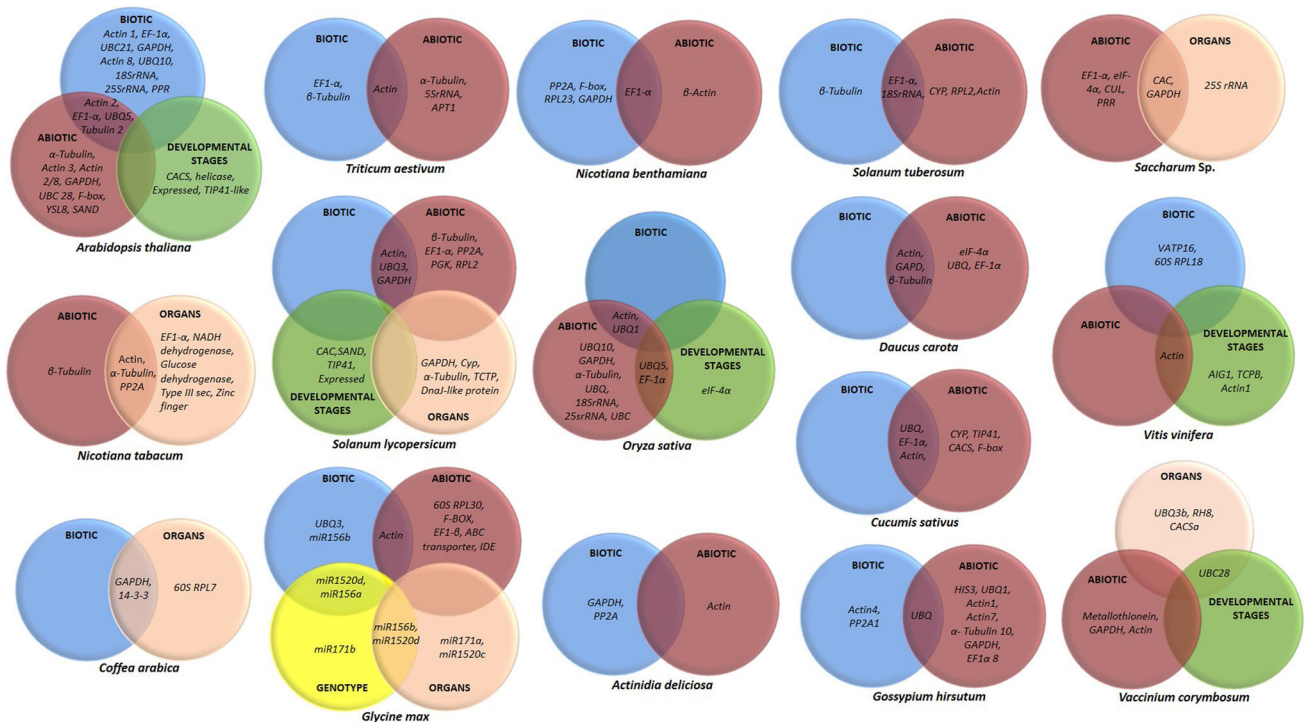 BIOTIC
Actin 1, EF-1α,
UBC21, GAPDH,
Actin 8, UBQ10,
18SrRNA,
25SrRNA, PPR
Actin 2,
EF-1α, UBQ5,
Tubulin 2
ABIOTIC
α-Tubulin,
Actin 3, Actin
2/8, GAPDH,
UBC 28, F-box,
YSL8, SAND
DEVELOPMENTAL
STAGES
CACS, helicase,
Expressed, TIP41-like
Arabidopsis thaliana
BIOTIC
EF1-α,
β-Tubulin
Actin
ABIOTIC
α-Tubulin,
5SrRNA,
APT1
Triticum aestivum
BIOTIC
PP2A, F-box,
RPL23, GAPDH
EF1-α
ABIOTIC
β-Actin
Nicotiana benthamiana
BIOTIC
β-Tubulin
EF1-α,
18SrRNA,
ABIOTIC
CYP, RPL2,Actin
Solanum tuberosum
ABIOTIC
EF1-α, eIF-
4α, CUL,
PRR
CAC,
GAPDH
ORGANS
25S rRNA
Saccharum Sp.
ABIOTIC
β-Tubulin
Actin,
α-Tubulin,
PP2A
ORGANS
EF1-α, NADH
dehydrogenase,
Glucose
dehydrogenase,
Type III sec, Zinc
finger
Nicotiana tabacum
BIOTIC
Actin,
UBQ3,
GAPDH
ABIOTIC
β-Tubulin,
EF1-α, PP2A,
PGK, RPL2
CAC,SAND,
TIP41,
Expressed
DEVELOPMENTAL
STAGES
GAPDH, Cyp,
α-Tubulin, TCTP,
DnaJ-like protein
ORGANS
Solanum lycopersicum
BIOTIC
Actin,
UBQ1
ABIOTIC
UBQ10,
GAPDH,
α-Tubulin,
UBQ,
18SrRNA,
25srRNA, UBC
UBQ5,
EF-1α
DEVELOPMENTAL
STAGES
eIF-4α
Oryza sativa
BIOTIC
Actin,
GAPD,
β-Tubulin
ABIOTIC
eIF-4α
UBQ, EF-1α
Daucus carota
BIOTIC
VATP16,
60S RPL18
ABIOTIC
Actin
DEVELOPMENTAL
STAGES
AIG1, TCPB,
Actin1
Vitis vinifera
BIOTIC
UBQ,
EF-1α,
Actin,
ABIOTIC
CYP, TIP41,
CACS, F-box
Cucumis sativus
BIOTIC
GAPDH,
14-3-3
ORGANS
60S RPL7
Coffea arabica
BIOTIC
UBQ3,
miR156b
Actin
ABIOTIC
60S RPL30,
F-BOX,
EF1-β, ABC
transporter, IDE
miR1520d,
miR156a
miR171b
GENOTYPE
miR156b,
miR1520d
miR171a,
miR1520c
ORGANS
Glycine max
BIOTIC
GAPDH,
PP2A
ABIOTIC
Actin
Actinidia deliciosa
BIOTIC
Actin4,
PP2A1
UBQ
ABIOTIC
HIS3, UBQ1,
Actin1,
Actin7,
α- Tubulin 10,
GAPDH,
EF1α 8
Gossypium hirsutum
ORGANS
UBQ3b, RH8,
CACSa
UBC28
ABIOTIC
Metallothionein,
GAPDH, Actin
DEVELOPMENTAL
STAGES
Vaccinium corymbosum